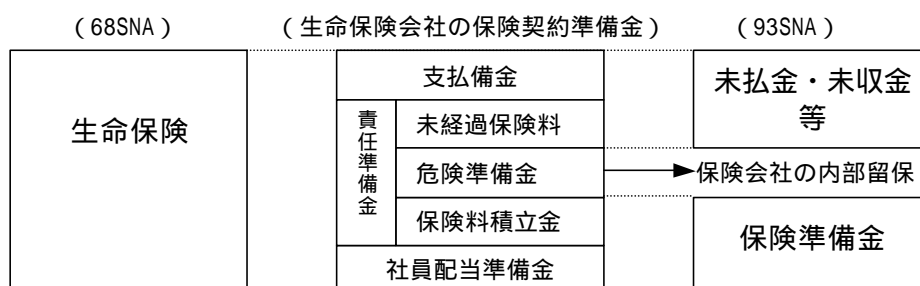 （68SNA）
（生命保険会社の保険契約準備金）
（93SNA）
生命保険
支払備金
責任準備金
未経過保険料
危険準備金
保険料積立金
社員配当準備金
未払金・未収金
等
保険会社の内部留保
保険準備金